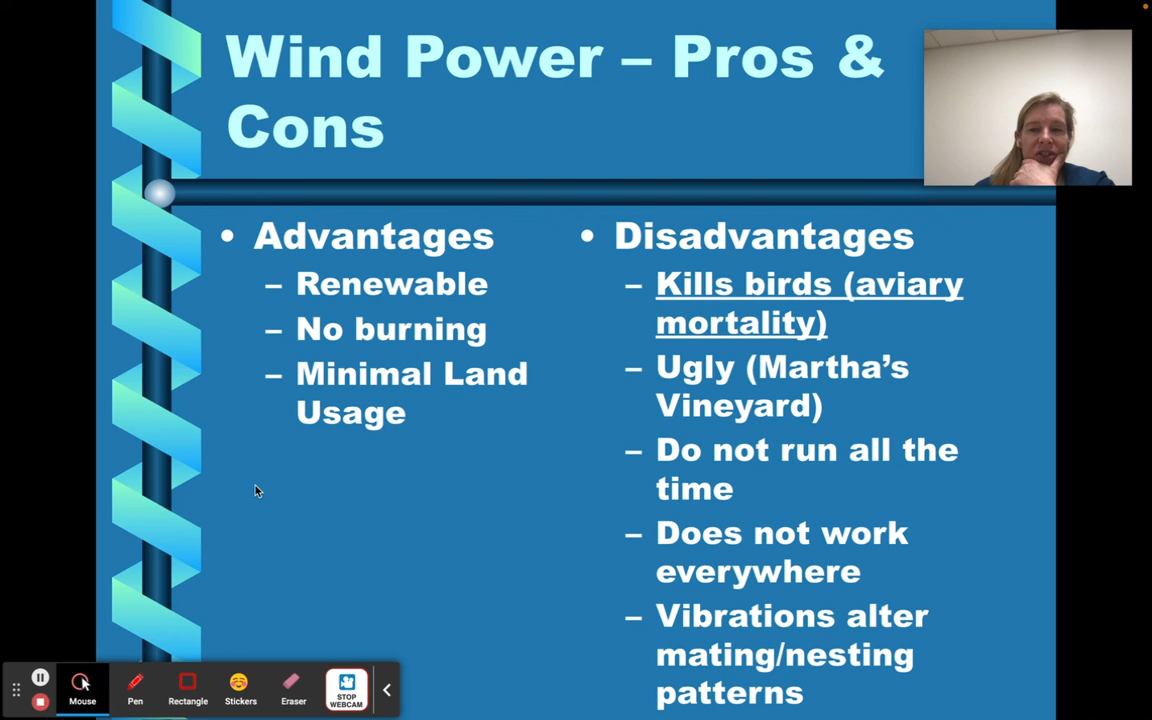 Wind Power – Pros &
Cons
• Advantages
– Renewable
– No burning
– Minimal Land
Usage
• Disadvantages
– Kills birds (aviary
mortality)
– Ugly (Martha’s
Vineyard)
– Do not run all the
time
– Does not work
everywhere
– Vibrations alter
mating/nesting
patterns
Mouse
Pen
Rectangle
Stickers
Eraser
STOP
WEBCAM